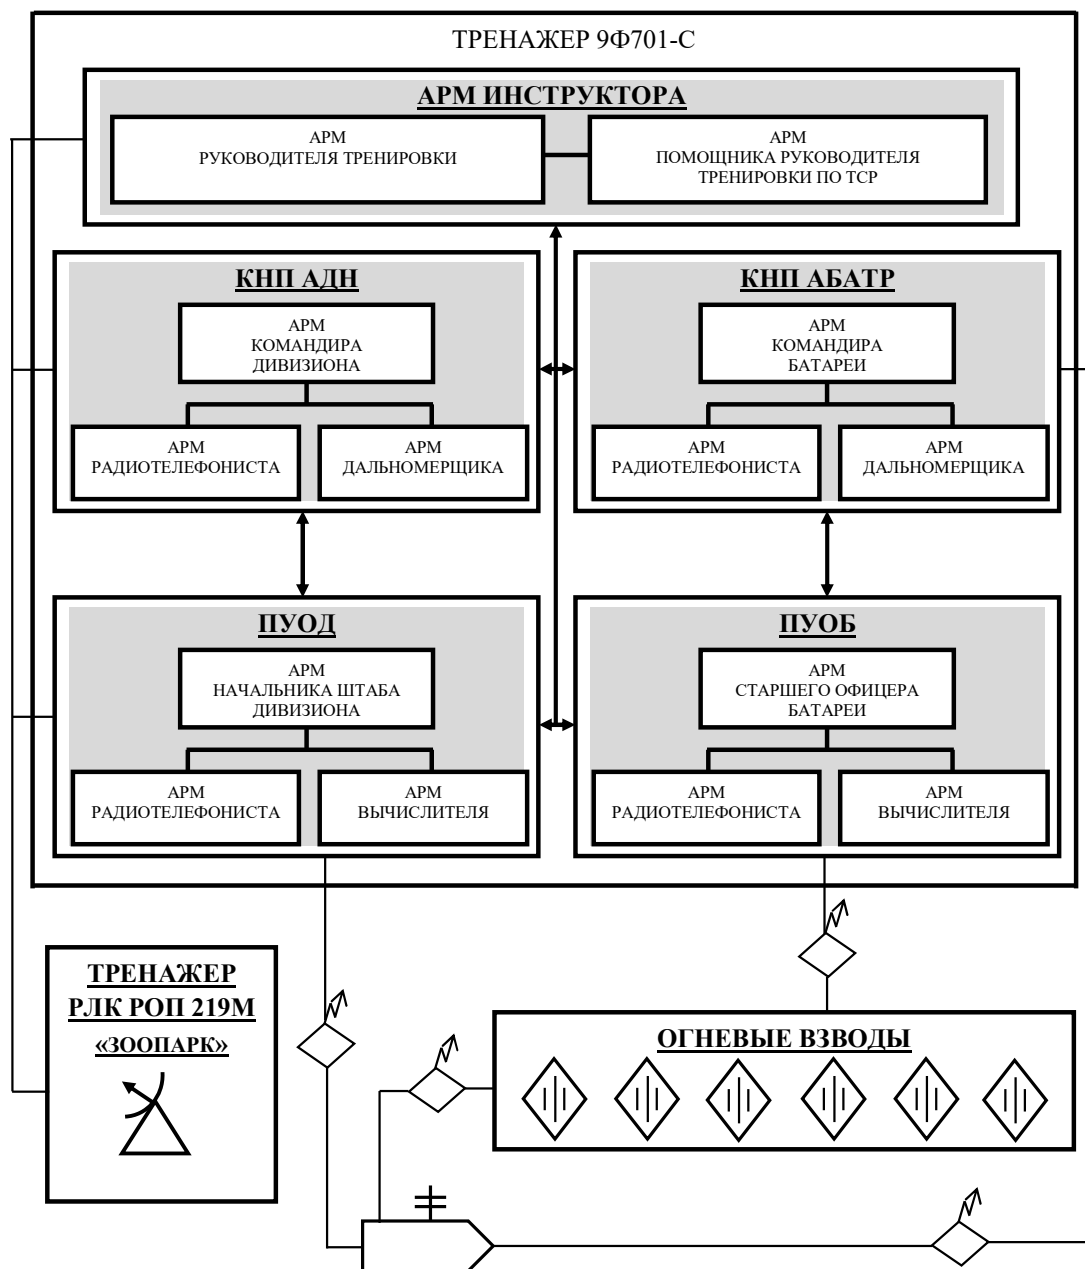 ТРЕНАЖЕР 9Ф701-С
АРМ ИНСТРУКТОРА
АРМ
РУКОВОДИТЕЛЯ ТРЕНИРОВКИ
АРМ
ПОМОЩНИКА РУКОВОДИТЕЛЯ
ТРЕНИРОВКИ ПО ТСР
КНП АДН
АРМ
КОМАНДИРА
ДИВИЗИОНА
АРМ
РАДИОТЕЛЕФОНИСТА
АРМ
ДАЛЬНОМЕРЩИКА
КНП АБАТР
АРМ
КОМАНДИРА
БАТАРЕИ
АРМ
РАДИОТЕЛЕФОНИСТА
АРМ
ДАЛЬНОМЕРЩИКА
ПУОД
АРМ
НАЧАЛЬНИКА ШТАБА
ДИВИЗИОНА
АРМ
РАДИОТЕЛЕФОНИСТА
АРМ
ВЫЧИСЛИТЕЛЯ
ПУОБ
АРМ
СТАРШЕГО ОФИЦЕРА
БАТАРЕИ
АРМ
РАДИОТЕЛЕФОНИСТА
АРМ
ВЫЧИСЛИТЕЛЯ
ТРЕНАЖЕР
РЛК РОП 219М
«ЗООПАРК»
ОГНЕВЫЕ ВЗВОДЫ